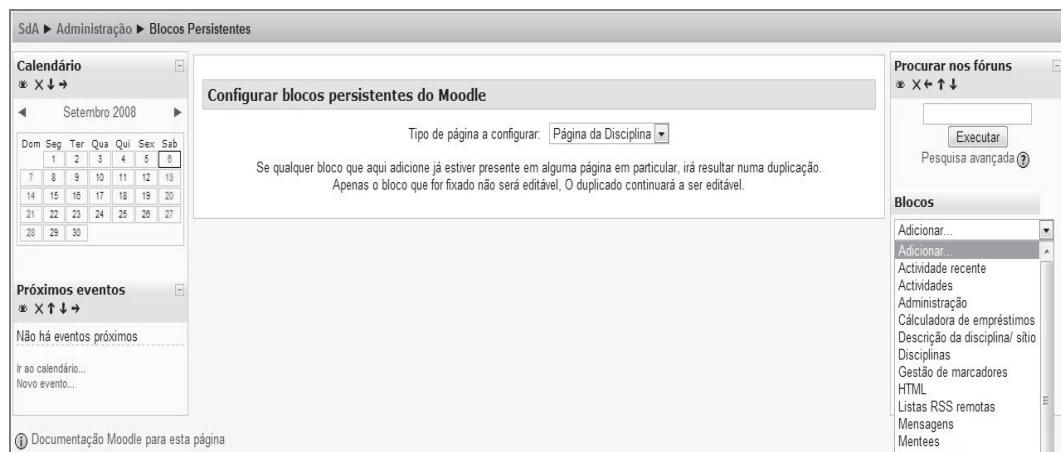 SdA ► Administração ► Blocos Persistentes
Calendário
Setembro 2008
Dom Seg Ter Qua Qui Sex Sab
1 2 3 4 5 6
7 8 9 10 11 12 13
14 15 16 17 18 19 20
21 22 23 24 25 26 27
28 29 30
Próximos eventos
Não há eventos próximos
Ir ao calendário...
Novo evento...
Documentação Moodle para esta página
Configurar blocos persistentes do Moodle
Tipo de página a configurar: Página da Disciplina
Se qualquer bloco que aqui adicione já estiver presente em alguma página em particular, irá resultar numa duplicação.
Apenas o bloco que for fixado não será editável, O duplicado continuará a ser editável.
Procurar nos fóruns
Executar
Pesquisa avançada
Blocos
Adicionar...
Adicionar...
Actividade recente
Actividades
Administração
Cálculadora de empréstimos
Descrição da disciplina/ sítio
Disciplinas
Gestão de marcadores
HTML
Listas RSS remotas
Mensagens
Mentees